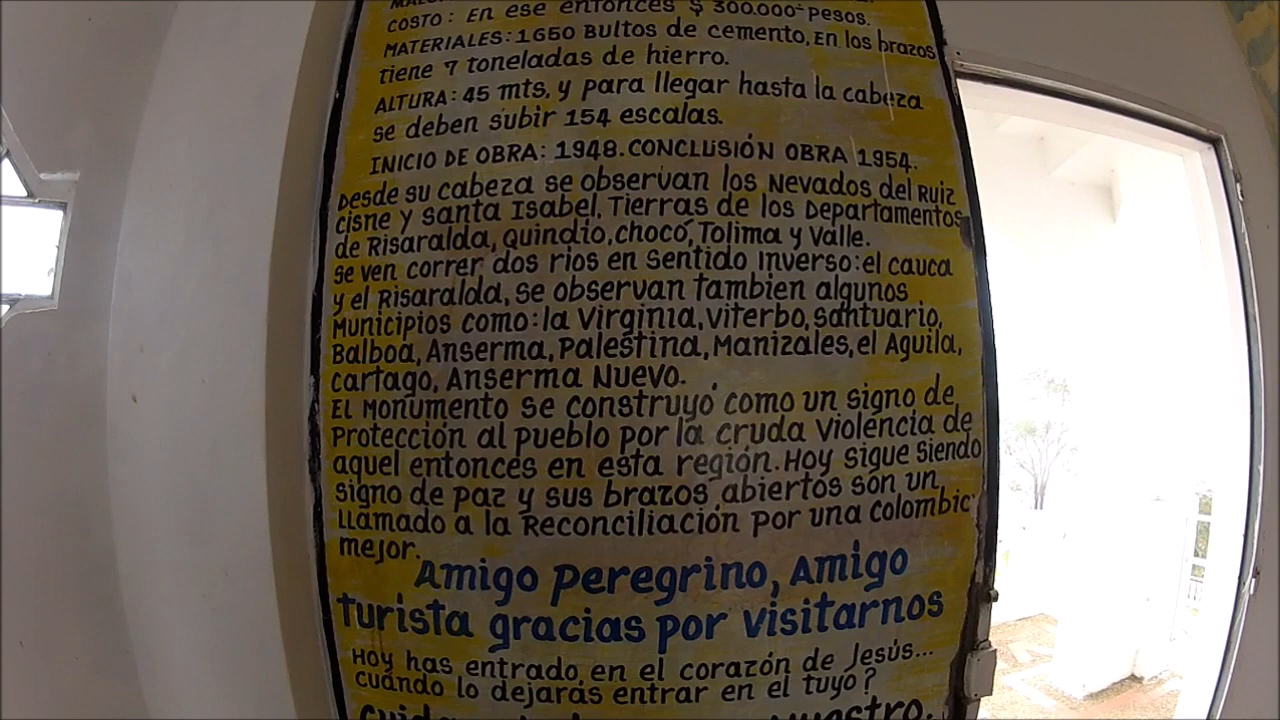 COSTO: En ese entonces $ 300.000= Pesos.
MATERIALES: 1650 Bultos de cemento, En los brazos
tiene 7 toneladas de hierro.
ALTURA: 45 mts. y para llegar hasta la cabeza
se deben subir 154 escalas.
INICIO DE OBRA: 1948. CONCLUSIÓN OBRA 1954.
Desde su cabeza se observan los Nevados del Ruiz
cisne y santa Isabel. Tierras de los Departamentos
de Risaralda, Quindio, chocó, Tolima y Valle.
se ven correr dos rios en sentido inverso: el cauca
y el Risaralda, se observan tambien algunos
Municipios como: la Virginia, viterbo, santuario,
Balboa, Anserma, Palestina, Manizales, el Aguila,
cartago, Anserma Nuevo.
El Monumento se construyó como un signo de
Protección al pueblo por la cruda violencia de
aquel entonces en esta región. Hoy sigue siendo
signo de paz y sus brazos abiertos son un
LLamado a la Reconciliación por una colombic
mejor.
Amigo peregrino, Amigo
turista gracias por visitarnos
Hoy has entrado en el corazón de Jesús...
cuándo lo dejarás entrar en el tuyo?